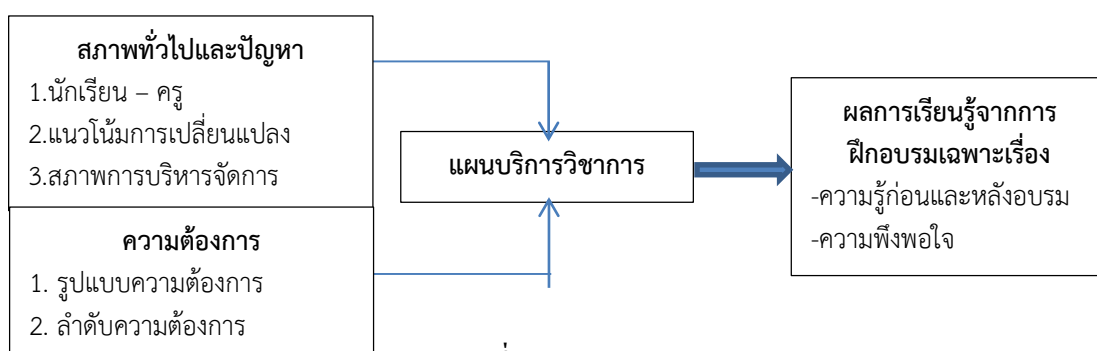 สภาพทั่วไปและปัญหา
1.นักเรียน – ครู
2.แนวโน้มการเปลี่ยนแปลง
3.สภาพการบริหารจัดการ
ความต้องการ
1. รูปแบบความต้องการ
2. ลำดับความต้องการ
แผนบริการวิชาการ
ผลการเรียนรู้จากการ
ฝึกอบรมเฉพาะเรื่อง
-ความรู้ก่อนและหลังอบรม
-ความพึงพอใจ